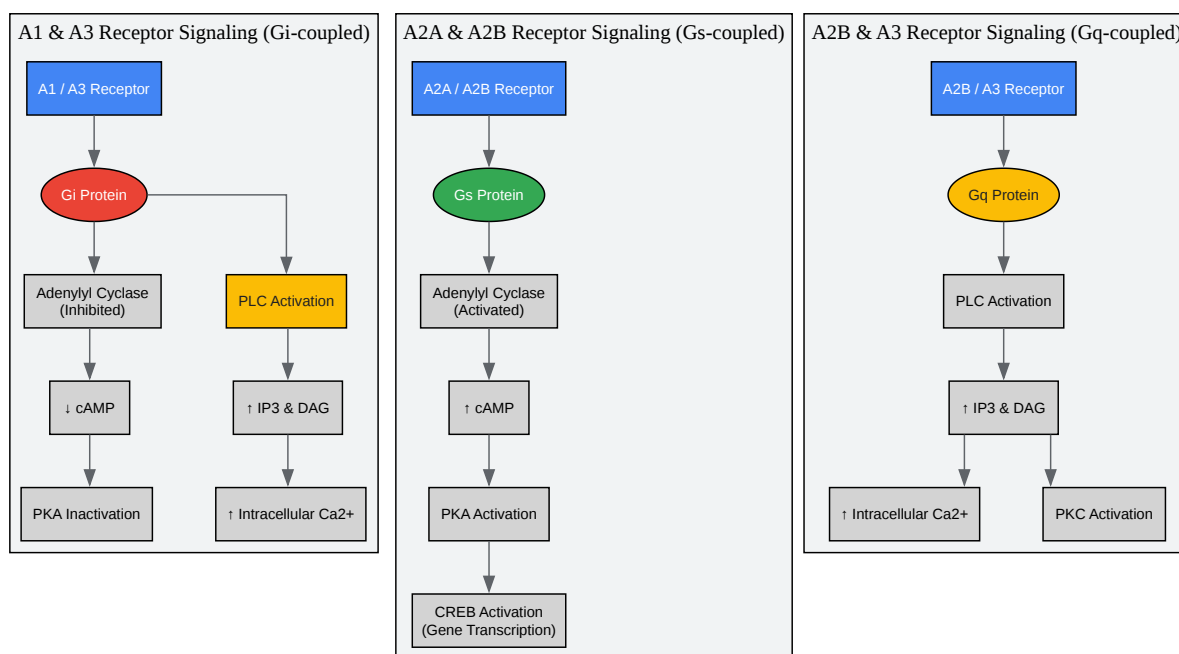 A1 & A3 Receptor Signaling (Gi-coupled)
A1 / A3 Receptor
Gi Protein
Adenylyl Cyclase
(Inhibited)
PLC Activation
↓ cAMP
↑ IP3 & DAG
PKA Inactivation
↑ Intracellular Ca2+
A2A & A2B Receptor Signaling (Gs-coupled)
A2A / A2B Receptor
Gs Protein
Adenylyl Cyclase
(Activated)
↑ cAMP
PKA Activation
CREB Activation
(Gene Transcription)
A2B & A3 Receptor Signaling (Gq-coupled)
A2B / A3 Receptor
Gq Protein
PLC Activation
↑ IP3 & DAG
↑ Intracellular Ca2+
PKC Activation